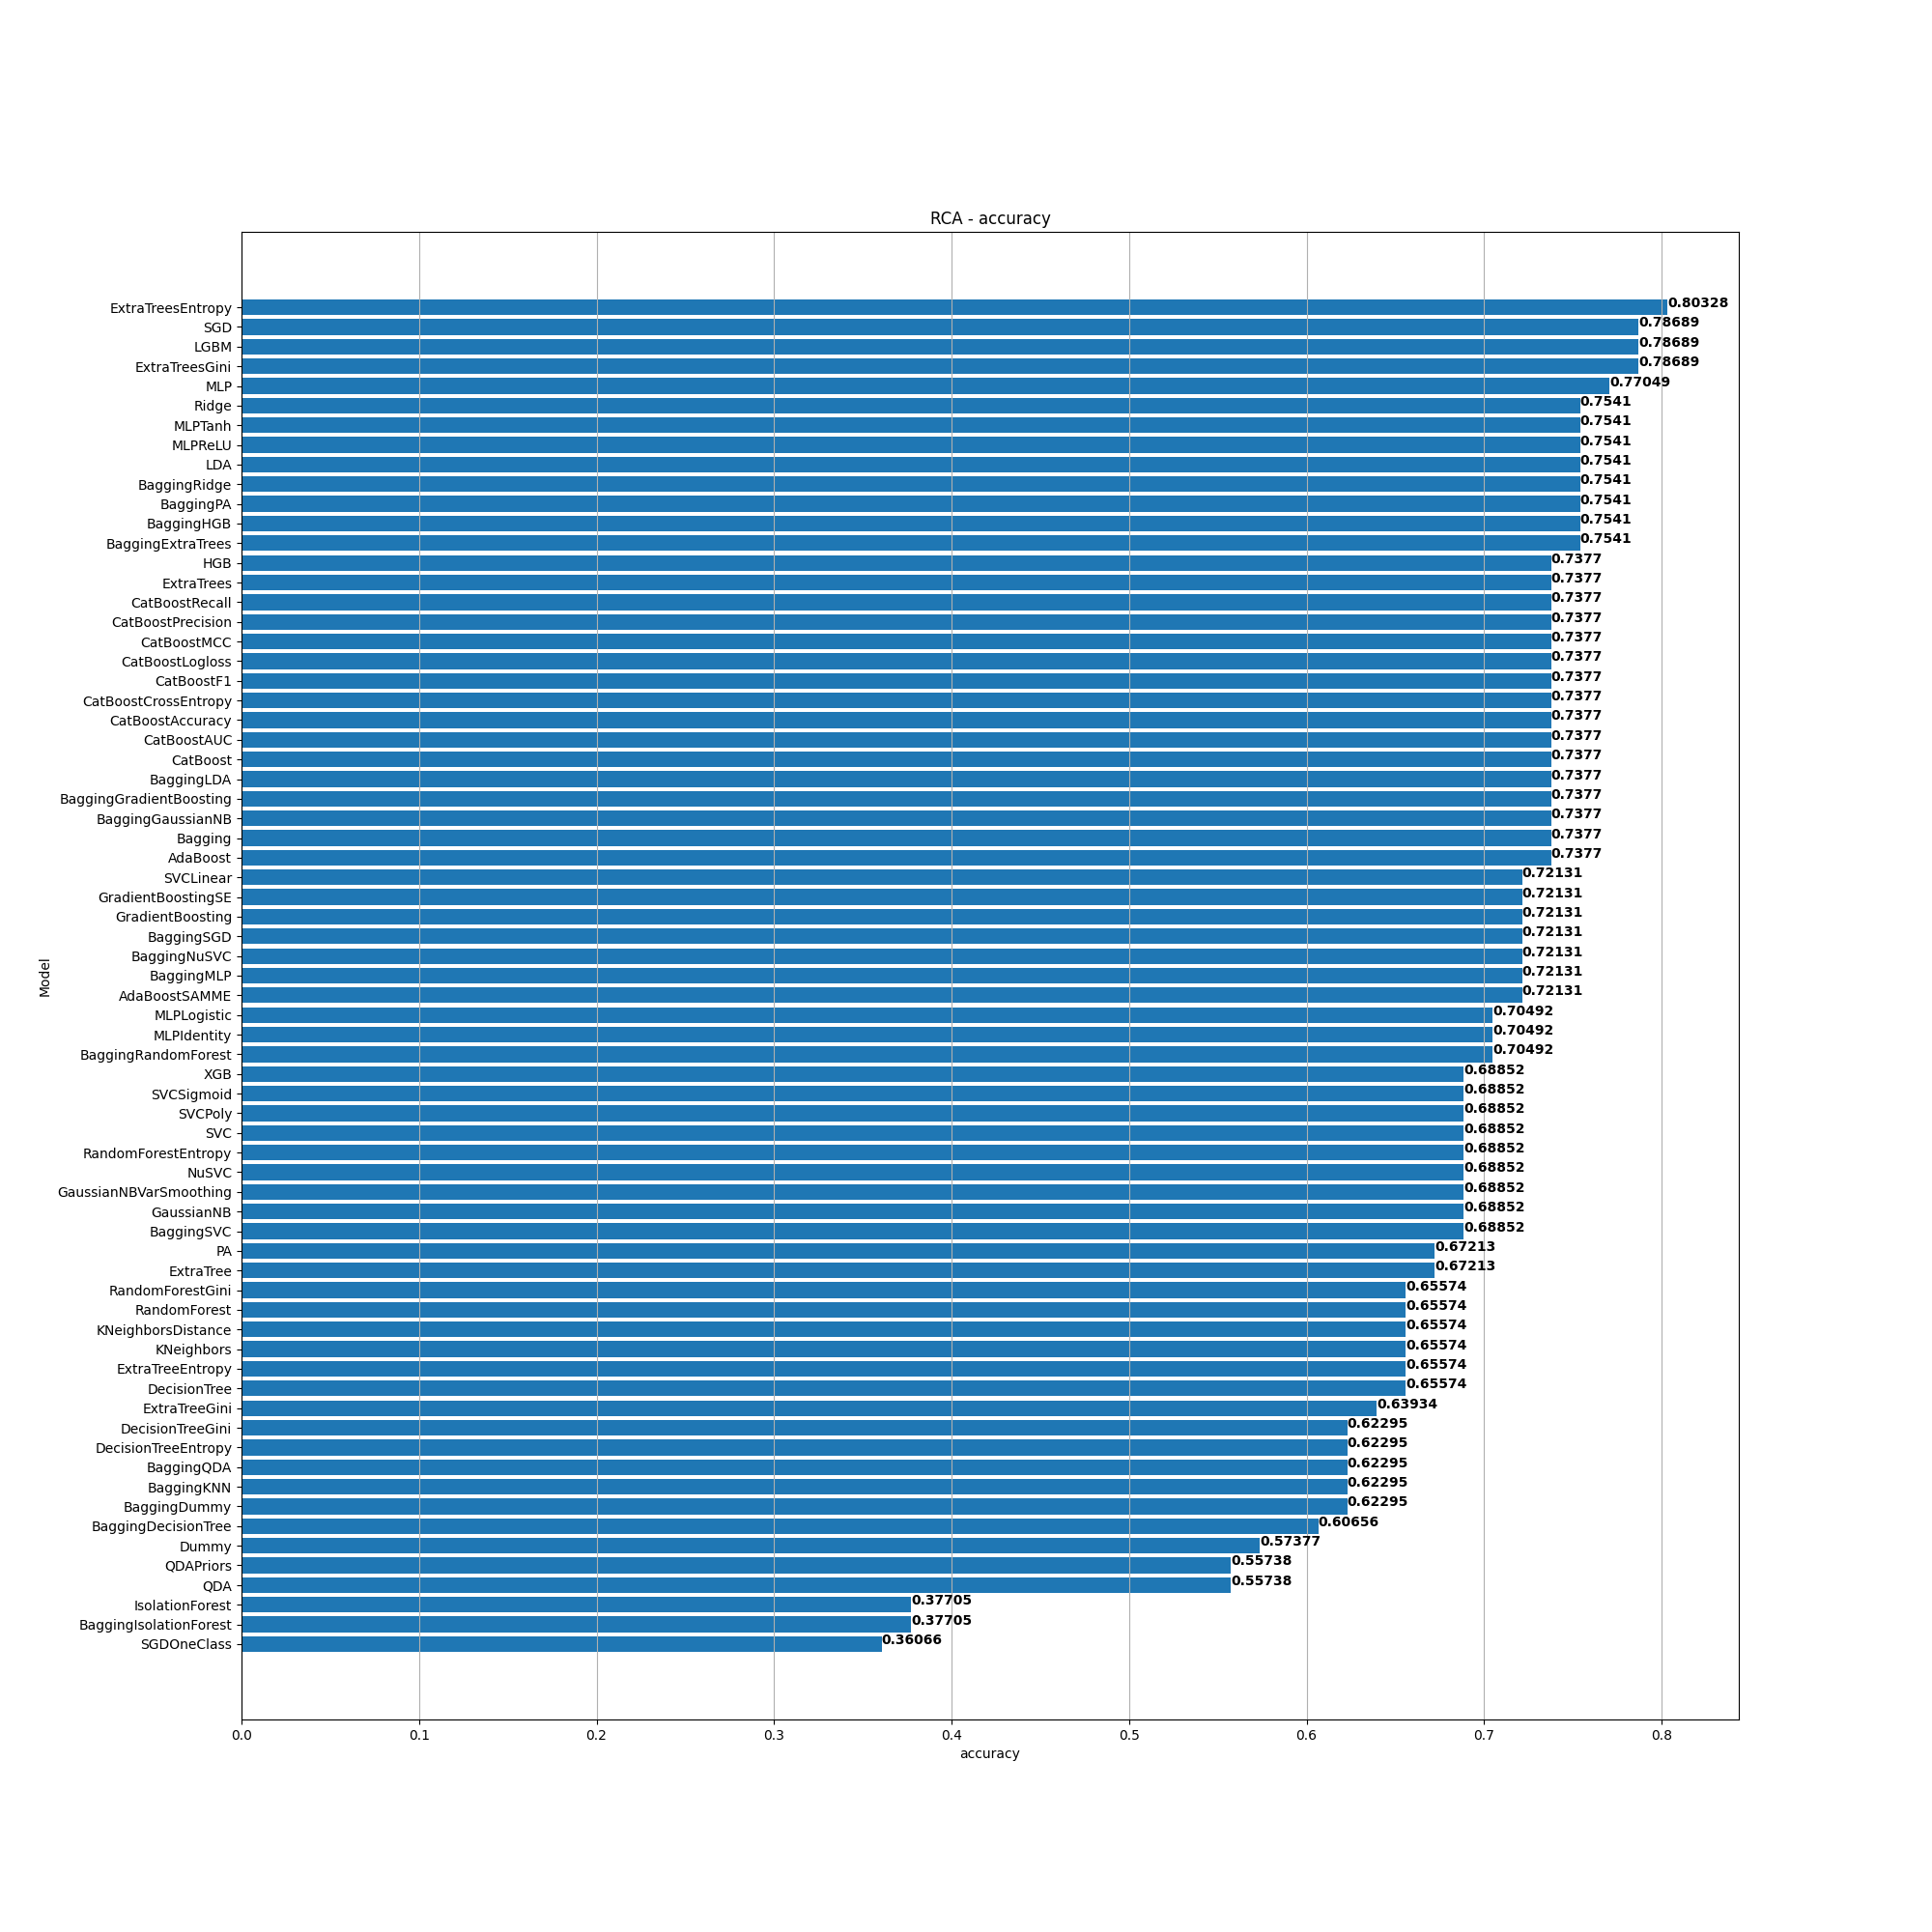 RCA - accuracy
ExtraTreesEntropy 0.80328
SGD 0.78689
LGBM 0.78689
ExtraTreesGini 0.78689
MLP 0.77049
Ridge 0.7541
MLPTanh 0.7541
MLPReLU 0.7541
LDA 0.7541
BaggingRidge 0.7541
BaggingPA 0.7541
BaggingHGB 0.7541
BaggingExtraTrees 0.7541
HGB 0.7377
ExtraTrees 0.7377
CatBoostRecall 0.7377
CatBoostPrecision 0.7377
CatBoostMCC 0.7377
CatBoostLogloss 0.7377
CatBoostF1 0.7377
CatBoostCrossEntropy 0.7377
CatBoostAccuracy 0.7377
CatBoostAUC 0.7377
CatBoost 0.7377
BaggingLDA 0.7377
BaggingGradientBoosting 0.7377
BaggingGaussianNB 0.7377
Bagging 0.7377
AdaBoost 0.7377
SVCLinear 0.72131
GradientBoostingSE 0.72131
GradientBoosting 0.72131
BaggingSGD 0.72131
BaggingNuSVC 0.72131
BaggingMLP 0.72131
AdaBoostSAMME 0.72131
MLPLogistic 0.70492
MLPIdentity 0.70492
BaggingRandomForest 0.70492
XGB 0.68852
SVCSigmoid 0.68852
SVCPoly 0.68852
SVC 0.68852
RandomForestEntropy 0.68852
NuSVC 0.68852
GaussianNBVarSmoothing 0.68852
GaussianNB 0.68852
BaggingSVC 0.68852
PA 0.67213
ExtraTree 0.67213
RandomForestGini 0.65574
RandomForest 0.65574
KNeighborsDistance 0.65574
KNeighbors 0.65574
ExtraTreeEntropy 0.65574
DecisionTree 0.65574
ExtraTreeGini 0.63934
DecisionTreeGini 0.62295
DecisionTreeEntropy 0.62295
BaggingQDA 0.62295
BaggingKNN 0.62295
BaggingDummy 0.62295
BaggingDecisionTree 0.60656
Dummy 0.57377
QDAPriors 0.55738
QDA 0.55738
IsolationForest 0.37705
BaggingIsolationForest 0.37705
SGDOneClass 0.36066
Model
0.0 0.1 0.2 0.3 0.4 0.5 0.6 0.7 0.8
accuracy